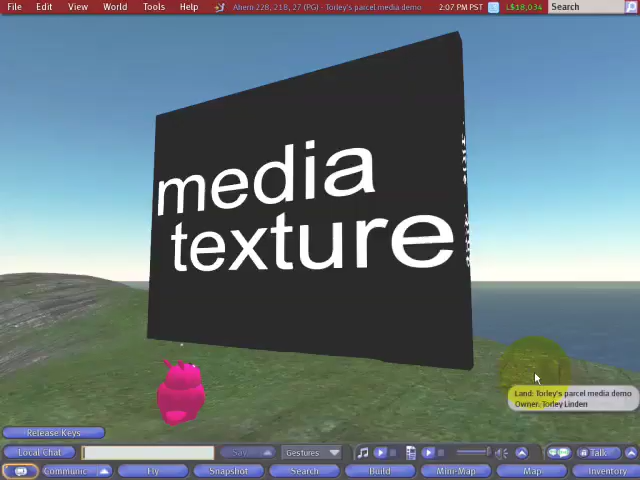 File Edit View World Tools Ahern 228, 218, 27 (PG) - Torley's parcel media demo 2:07 PM PST L$18,034 Search
media
texture
Land: Torley's parcel media demo
Owner: Torley Linden
Release Keys
Local Chat Say Gestures Talk
Communic Fly Snapshot Search Build Mini-Map Map Inventory